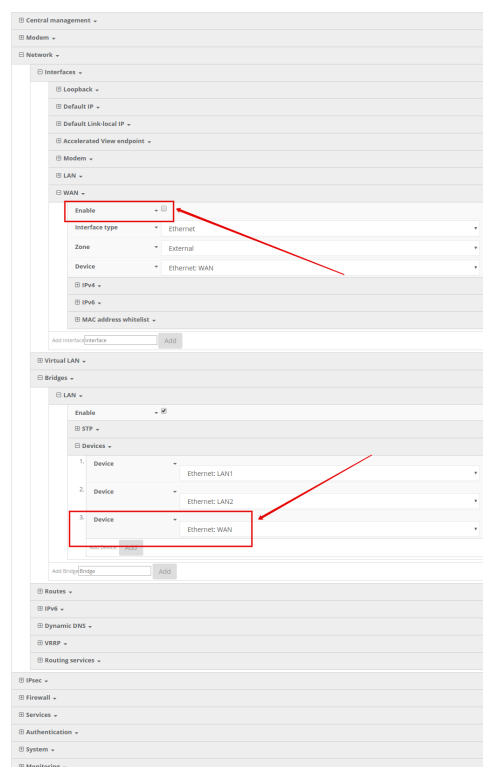 Central management
Modem
Network
Interfaces
Loopback
Default IP
Default Link-local IP
Accelerated View endpoint
Modem
LAN
WAN
Enable
Interface type Ethernet
Zone External
Device Ethernet: WAN
IPv4
IPv6
MAC address whitelist
Add Interface Interface Add
Virtual LAN
Bridges
LAN
Enable
STP
Devices
1. Device
Ethernet: LAN1
2. Device
Ethernet: LAN2
3. Device
Ethernet: WAN
Add Device Add
Add Bridge Bridge Add
Routes
IPv6
Dynamic DNS
VRRP
Routing services
IPsec
Firewall
Services
Authentication
System
Monitoring